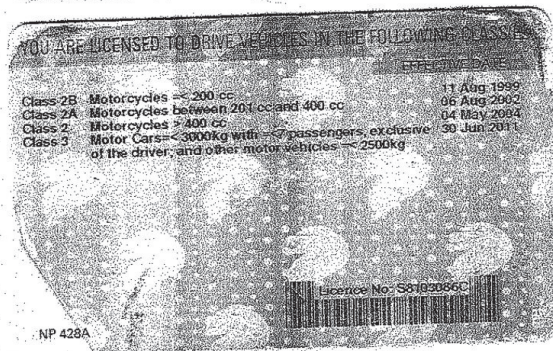 YOU ARE LICENSED TO DRIVE VEHICLES IN THE FOLLOWING CLASS
EFFECTIVE DATE
Class 2B Motorcycles =< 200 cc 11 Aug 1999
Class 2A Motorcycles between 201 cc and 400 cc 06 Aug 2002
Class 2 Motorcycles > 400 cc 04 May 2004
Class 3 Motor Cars =< 3000kg with =<7 passengers, exclusive 30 Jun 2011
of the driver; and other motor vehicles =< 2500kg
Licence No: S8103086C
NP 428A